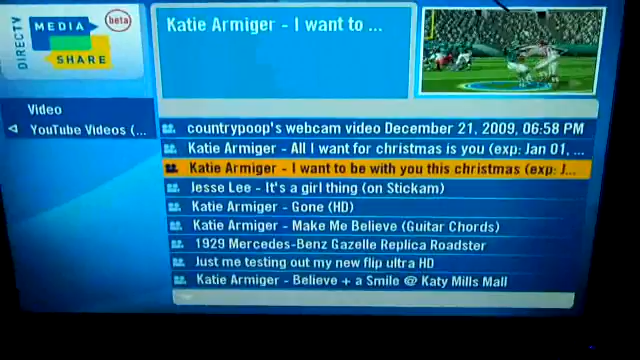 DIRECTV
MEDIA
SHARE
beta
Katie Armiger - I want to ...
Video
YouTube Videos (...
countrypoop's webcam video December 21, 2009, 06:58 PM
Katie Armiger - All I want for christmas is you (exp: Jan 01, ...
Katie Armiger - I want to be with you this christmas (exp: J...
Jesse Lee - It's a girl thing (on Stickam)
Katie Armiger - Gone (HD)
Katie Armiger - Make Me Believe (Guitar Chords)
1929 Mercedes-Benz Gazelle Replica Roadster
Just me testing out my new flip ultra HD
Katie Armiger - Believe + a Smile @ Katy Mills Mall